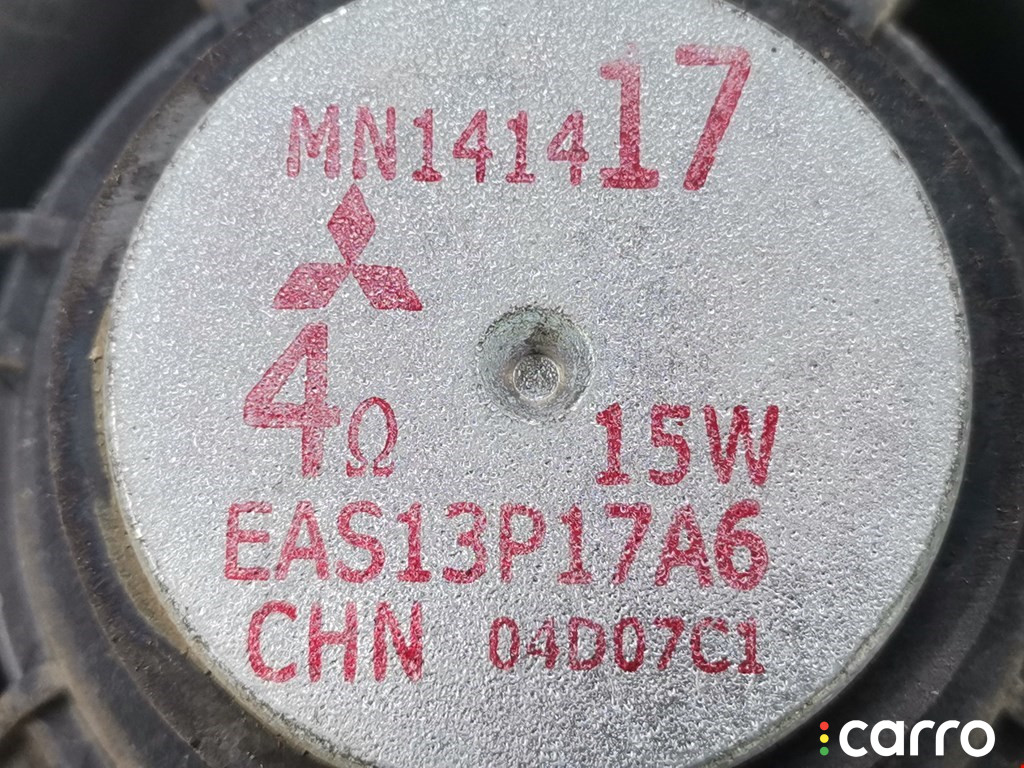 MN141417
4Ω 15W
EAS13P17A6
CHN 04D07C1
carro